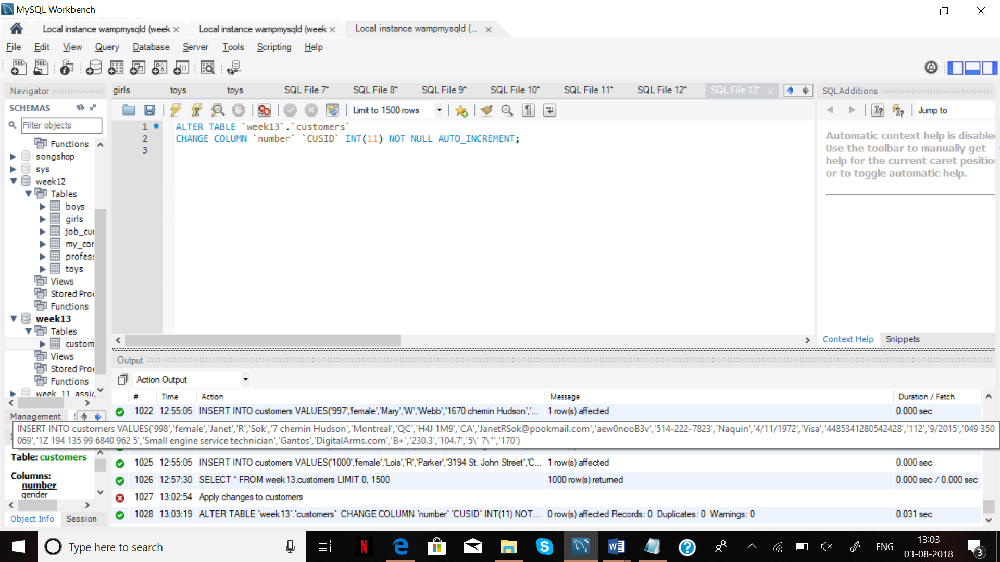 MySQL Workbench
Local instance wampmysqld (week
Local instance wampmysqld (week
Local instance wampmysqld (...
File Edit View Query Database Server Tools Scripting Help
Navigator
girls toys toys SQL File 7* SQL File 8* SQL File 9* SQL File 10* SQL File 11* SQL File 12* SQL File 13*
SQLAdditions
SCHEMAS
Limit to 1500 rows
Jump to
Filter objects
Functions
songshop
sys
week12
Tables
boys
girls
job_cur
my_cor
profes
toys
Views
Stored Pro
Functions
week13
Tables
custom
Views
Stored Pro
Functions
week_11_assig
Management
1 ALTER TABLE `week13`.`customers`
2 CHANGE COLUMN `number` `CUSID` INT(11) NOT NULL AUTO_INCREMENT;
3
Automatic context help is disable
Use the toolbar to manually get
help for the current caret positio
or to toggle automatic help.
Context Help Snippets
Output
Action Output
# Time Action Message Duration / Fetch
1022 12:55:05 INSERT INTO customers VALUES('997','female','Mary','W','Webb','1670 chemin Hudson','... 1 row(s) affected 0.000 sec
INSERT INTO customers VALUES('998','female','Janet','R','Sok','7 chemin Hudson','Montreal','QC','H4J 1M9','CA','JanetRSok@pookmail.com','aew0nooB3v','514-222-7823','Naquin','4/11/1972','Visa','4485341280542428','112','9/2015','049 350
069','1Z 194 135 99 6840 962 5','Small engine service technician','Gantos','DigitalArms.com','B+','230.3','104.7','5\' 7\"','170')
1025 12:55:05 INSERT INTO customers VALUES('1000','female','Lois','R','Parker','3194 St. John Street','C... 1 row(s) affected 0.000 sec
1026 12:57:30 SELECT * FROM week13.customers LIMIT 0, 1500 1000 row(s) returned 0.000 sec / 0.000 sec
1027 13:02:54 Apply changes to customers
1028 13:03:19 ALTER TABLE `week13`.`customers` CHANGE COLUMN `number` `CUSID` INT(11) NOT... 0 row(s) affected Records: 0 Duplicates: 0 Warnings: 0 0.031 sec
Table: customers
Columns:
number
gender
Object Info Session
Type here to search
ENG
13:03
03-08-2018
3